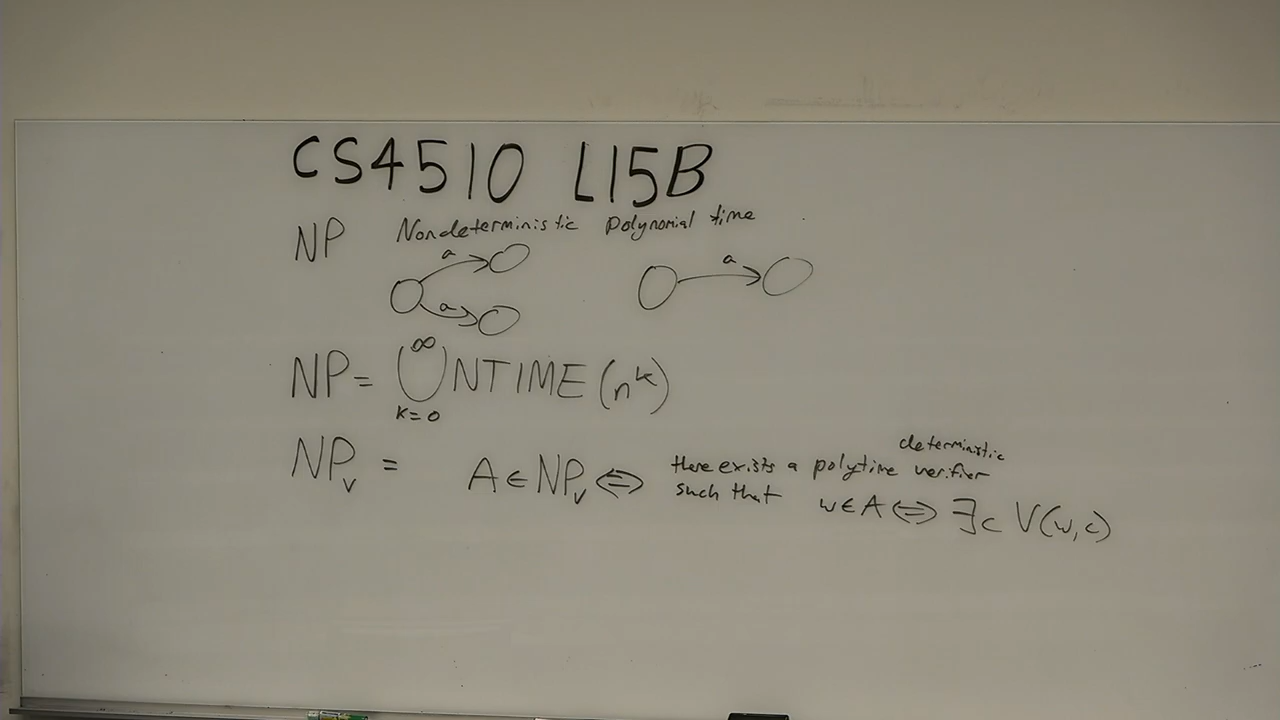 CS4510 L15B
NP Nondeterministic Polynomial time
a a
a
NP = ⋃ NTIME(n^k)
∞
k=0
NP_v = A ∈ NP_v ⇔ there exists a polytime verifier
deterministic
such that w ∈ A ⇔ ∃c V(w,c)